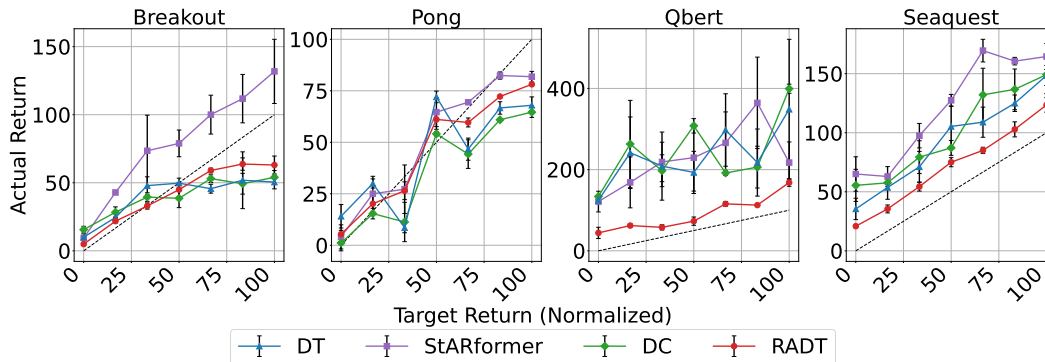 Breakout Pong Qbert Seaquest
Actual Return
150
100
50
0
100
75
50
25
0
400
200
0
150
100
50
0
0 25 50 75 100
0 25 50 75 100
0 25 50 75 100
0 25 50 75 100
Target Return (Normalized)
DT StARformer DC RADT